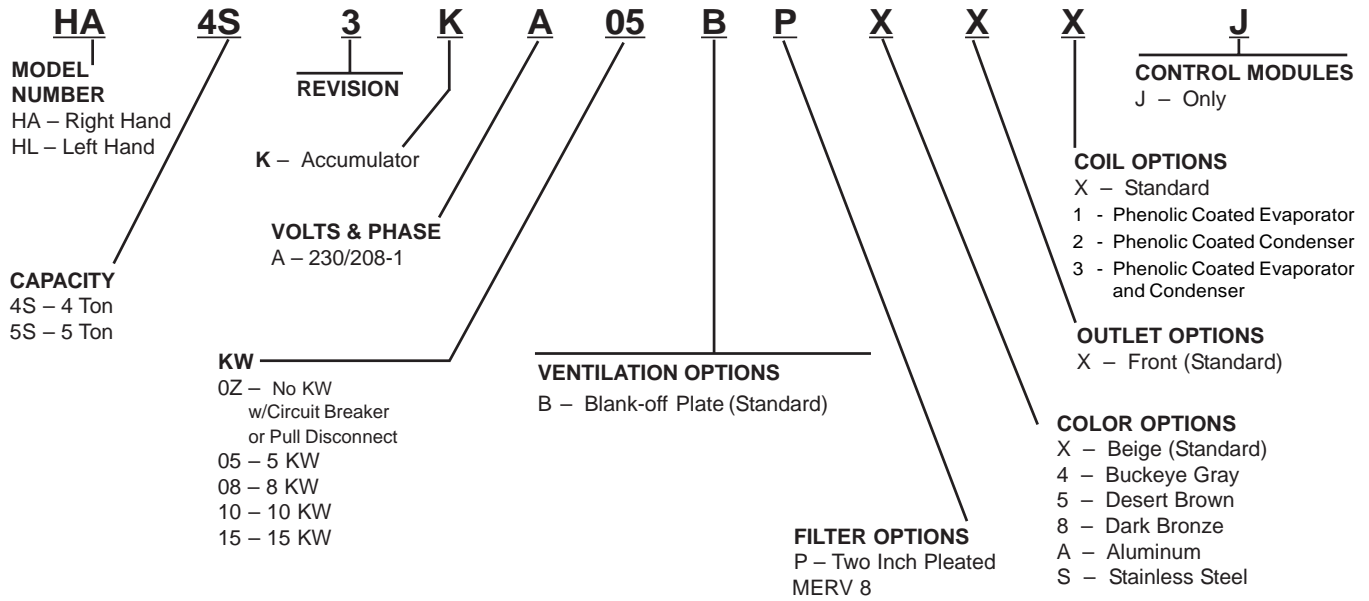 HA 4S 3 K A 05 B P X X X J
MODEL
NUMBER
HA – Right Hand
HL – Left Hand
REVISION
K – Accumulator
VOLTS & PHASE
A – 230/208-1
CAPACITY
4S – 4 Ton
5S – 5 Ton
KW
0Z – No KW
w/Circuit Breaker
or Pull Disconnect
05 – 5 KW
08 – 8 KW
10 – 10 KW
15 – 15 KW
VENTILATION OPTIONS
B – Blank-off Plate (Standard)
FILTER OPTIONS
P – Two Inch Pleated
MERV 8
CONTROL MODULES
J – Only
COIL OPTIONS
X – Standard
1 - Phenolic Coated Evaporator
2 - Phenolic Coated Condenser
3 - Phenolic Coated Evaporator
and Condenser
OUTLET OPTIONS
X – Front (Standard)
COLOR OPTIONS
X – Beige (Standard)
4 – Buckeye Gray
5 – Desert Brown
8 – Dark Bronze
A – Aluminum
S – Stainless Steel